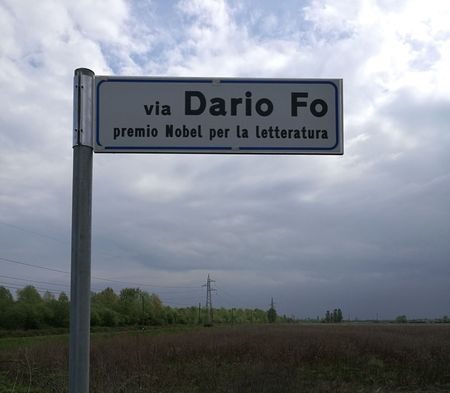 via Dario Fo
premio Nobel per la letteratura